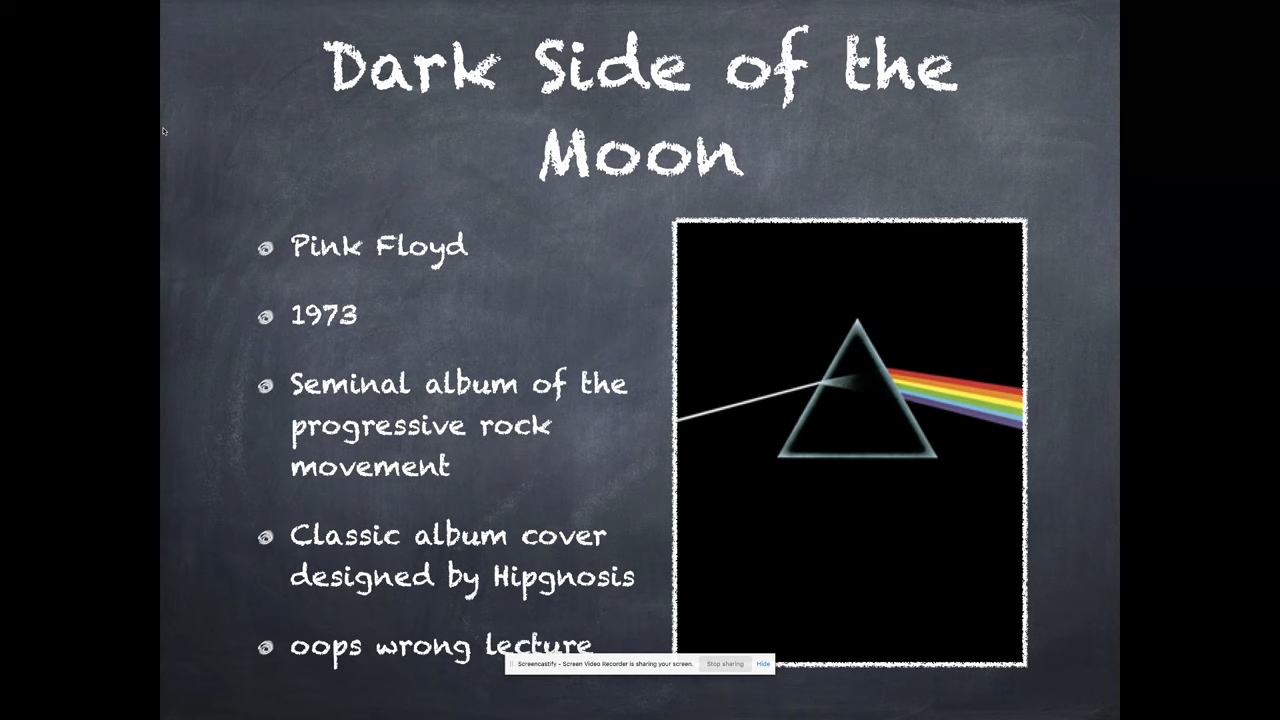 Dark Side of the
Moon
Pink Floyd
1973
Seminal album of the
progressive rock
movement
Classic album cover
designed by Hipgnosis
oops wrong lecture
Screencastify - Screen Video Recorder is sharing your screen. Stop sharing Hide